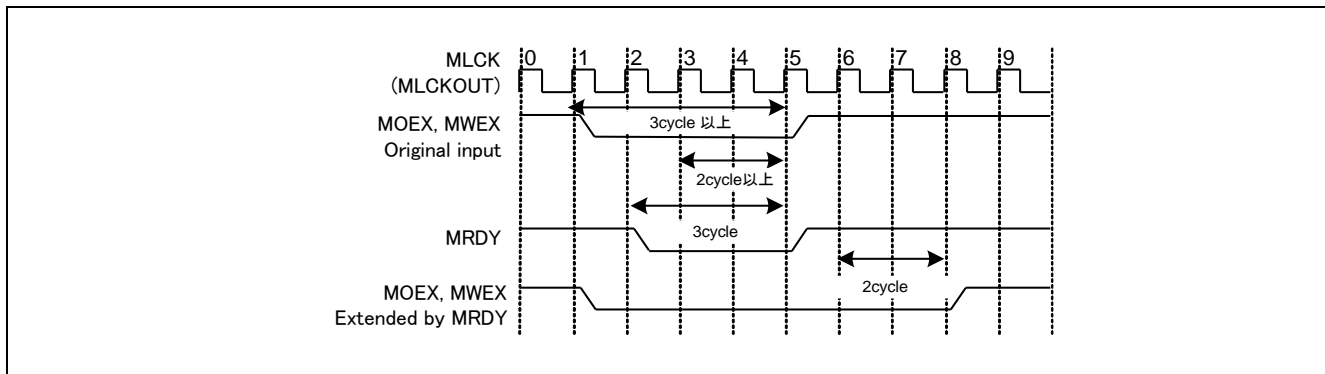 MLCK
(MLCKOUT)
0 1 2 3 4 5 6 7 8 9
3cycle 以上
MOEX, MWEX
Original input
2cycle以上
3cycle
MRDY
2cycle
MOEX, MWEX
Extended by MRDY